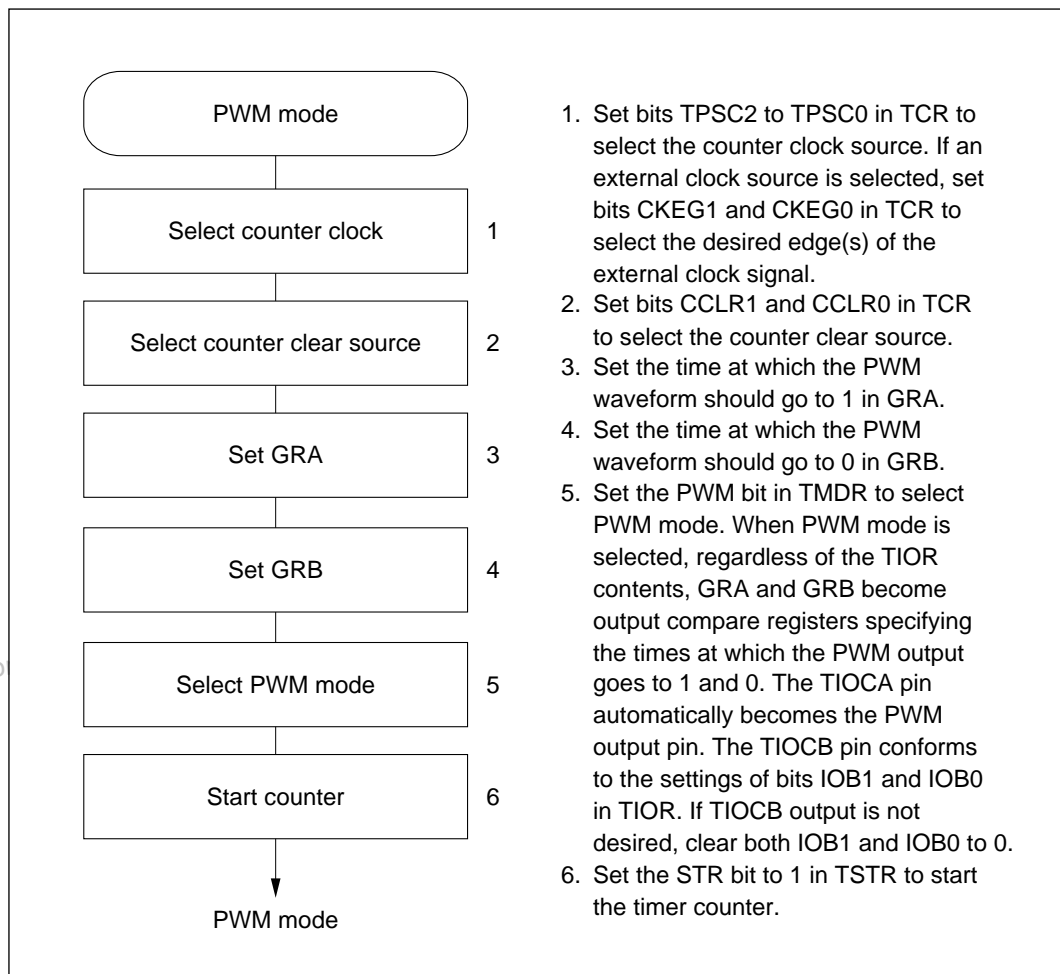 PWM mode
Select counter clock
1
Select counter clear source
2
Set GRA
3
Set GRB
4
Select PWM mode
5
Start counter
6
PWM mode
1. Set bits TPSC2 to TPSC0 in TCR to
select the counter clock source. If an
external clock source is selected, set
bits CKEG1 and CKEG0 in TCR to
select the desired edge(s) of the
external clock signal.
2. Set bits CCLR1 and CCLR0 in TCR
to select the counter clear source.
3. Set the time at which the PWM
waveform should go to 1 in GRA.
4. Set the time at which the PWM
waveform should go to 0 in GRB.
5. Set the PWM bit in TMDR to select
PWM mode. When PWM mode is
selected, regardless of the TIOR
contents, GRA and GRB become
output compare registers specifying
the times at which the PWM output
goes to 1 and 0. The TIOCA pin
automatically becomes the PWM
output pin. The TIOCB pin conforms
to the settings of bits IOB1 and IOB0
in TIOR. If TIOCB output is not
desired, clear both IOB1 and IOB0 to 0.
6. Set the STR bit to 1 in TSTR to start
the timer counter.